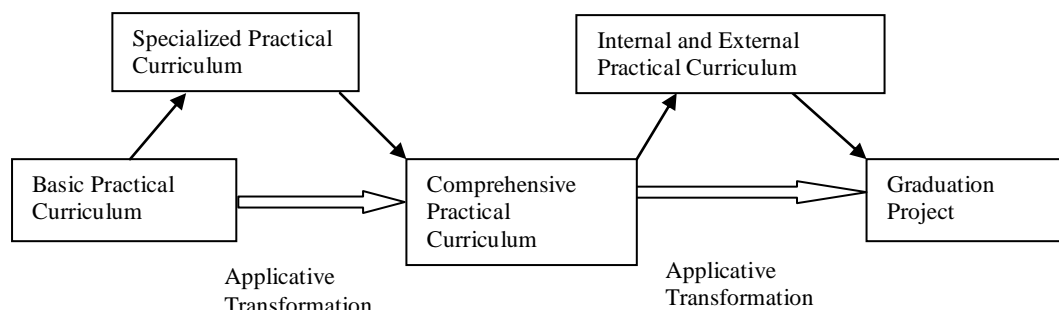 Specialized Practical
Curriculum
Internal and External
Practical Curriculum
Basic Practical
Curriculum
Comprehensive
Practical
Curriculum
Graduation
Project
Applicative
Transformation
Applicative
Transformation